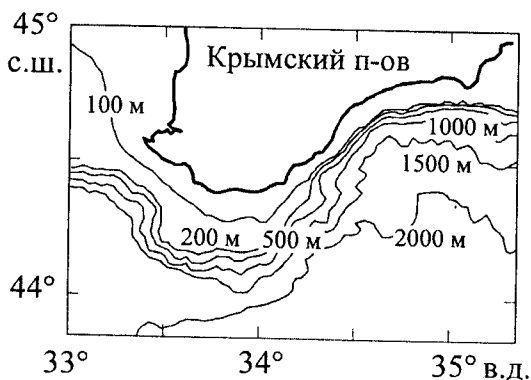 45°
с.ш.
Крымский п-ов
100 м
1000 м
1500 м
200 м
500 м
2000 м
44°
33°
34°
35° в.д.